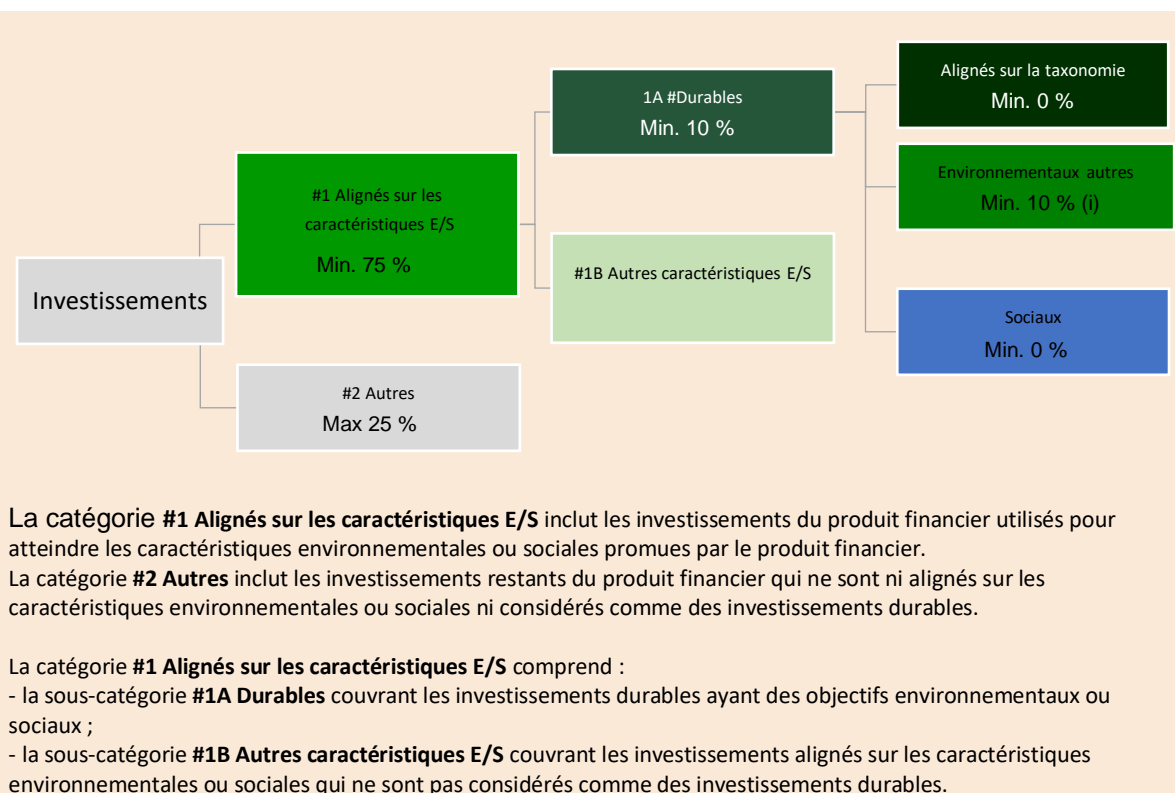 Investissements
#1 Alignés sur les
caractéristiques E/S
Min. 75 %
#2 Autres
Max 25 %
1A #Durables
Min. 10 %
#1B Autres caractéristiques E/S
Alignés sur la taxonomie
Min. 0 %
Environnementaux autres
Min. 10 % (i)
Sociaux
Min. 0 %
La catégorie #1 Alignés sur les caractéristiques E/S inclut les investissements du produit financier utilisés pour
atteindre les caractéristiques environnementales ou sociales promues par le produit financier.
La catégorie #2 Autres inclut les investissements restants du produit financier qui ne sont ni alignés sur les
caractéristiques environnementales ou sociales ni considérés comme des investissements durables.
La catégorie #1 Alignés sur les caractéristiques E/S comprend :
- la sous-catégorie #1A Durables couvrant les investissements durables ayant des objectifs environnementaux ou
sociaux ;
- la sous-catégorie #1B Autres caractéristiques E/S couvrant les investissements alignés sur les caractéristiques
environnementales ou sociales qui ne sont pas considérés comme des investissements durables.